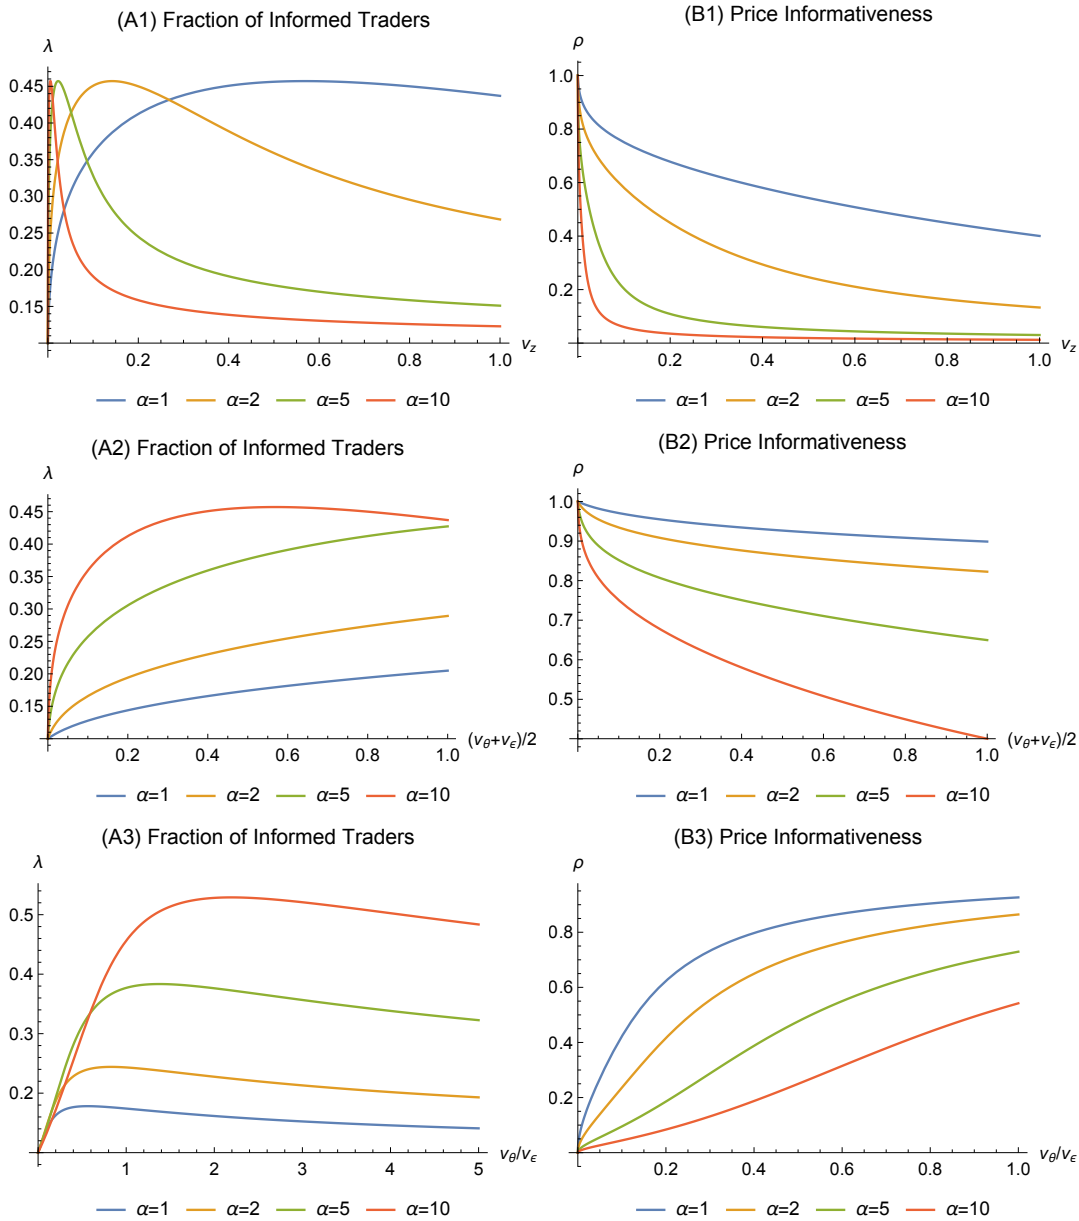 (A1) Fraction of Informed Traders
λ
0.45
0.40
0.35
0.30
0.25
0.20
0.15
0.2 0.4 0.6 0.8 1.0
v_z
α=1 α=2 α=5 α=10
(B1) Price Informativeness
ρ
1.0
0.8
0.6
0.4
0.2
0.2 0.4 0.6 0.8 1.0
v_z
α=1 α=2 α=5 α=10
(A2) Fraction of Informed Traders
λ
0.45
0.40
0.35
0.30
0.25
0.20
0.15
0.2 0.4 0.6 0.8 1.0
(v_θ+v_ϵ)/2
α=1 α=2 α=5 α=10
(B2) Price Informativeness
ρ
1.0
0.9
0.8
0.7
0.6
0.5
0.2 0.4 0.6 0.8 1.0
(v_θ+v_ϵ)/2
α=1 α=2 α=5 α=10
(A3) Fraction of Informed Traders
λ
0.5
0.4
0.3
0.2
1 2 3 4 5
v_θ/v_ϵ
α=1 α=2 α=5 α=10
(B3) Price Informativeness
ρ
0.8
0.6
0.4
0.2
0.2 0.4 0.6 0.8 1.0
v_θ/v_ϵ
α=1 α=2 α=5 α=10